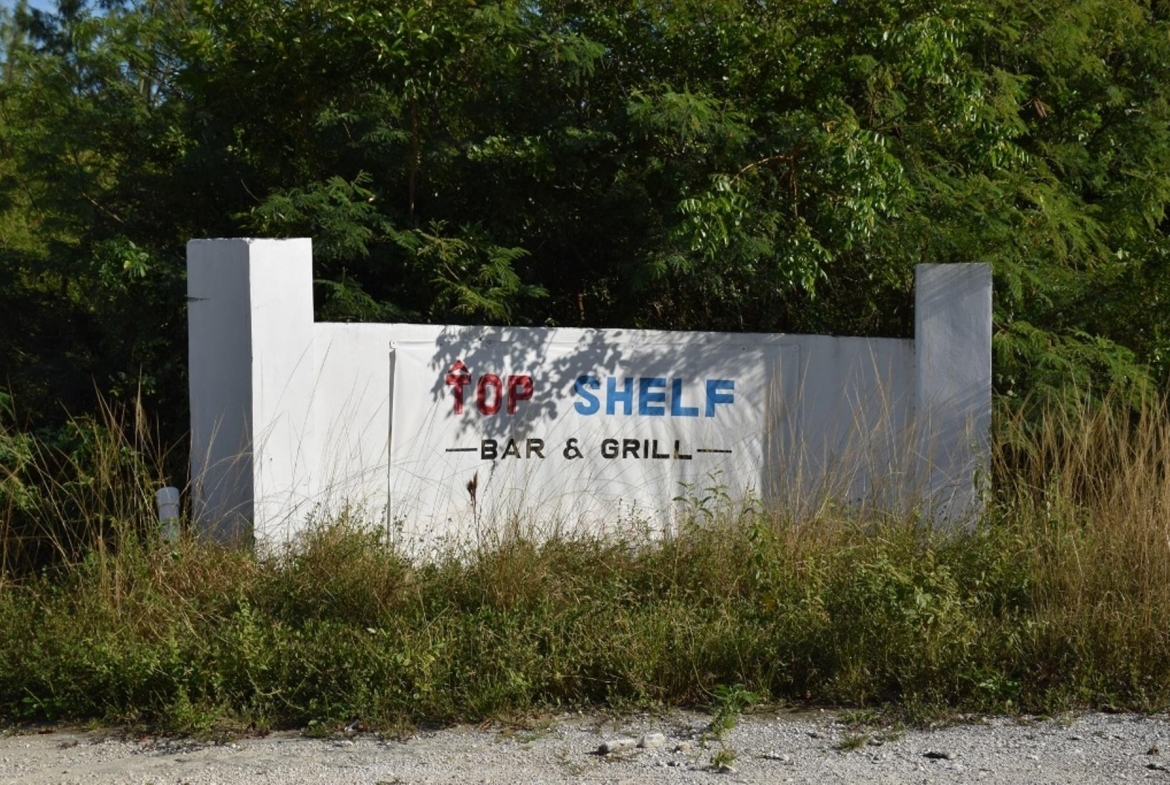 TOP SHELF
—BAR & GRILL—